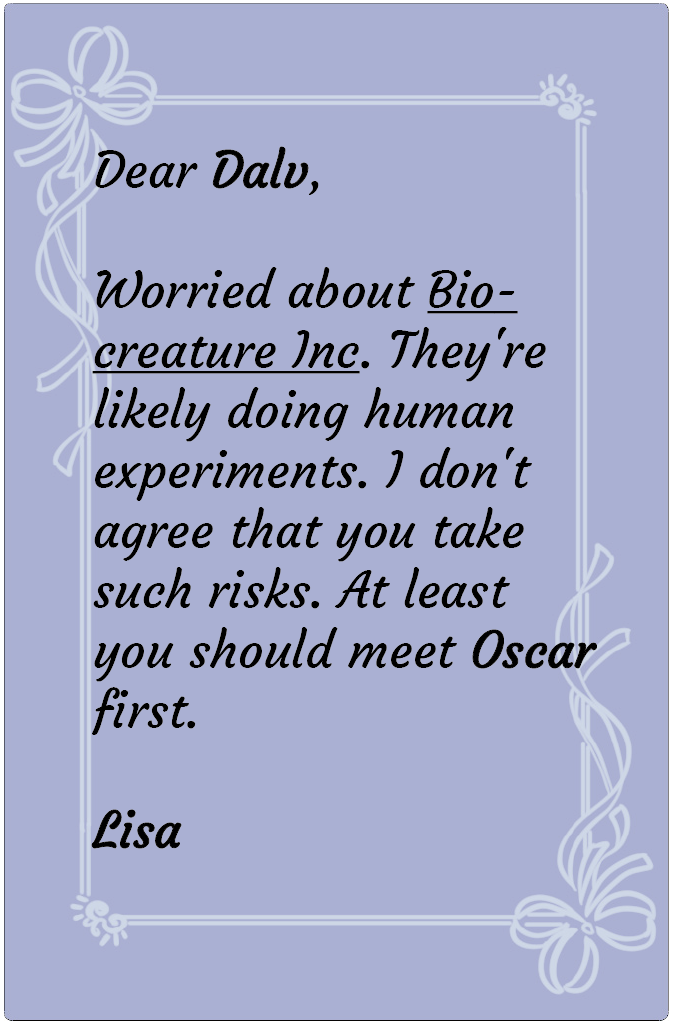 Dear Dalv,
Worried about Bio-
creature Inc. They're
likely doing human
experiments. I don't
agree that you take
such risks. At least
you should meet Oscar
first.
Lisa